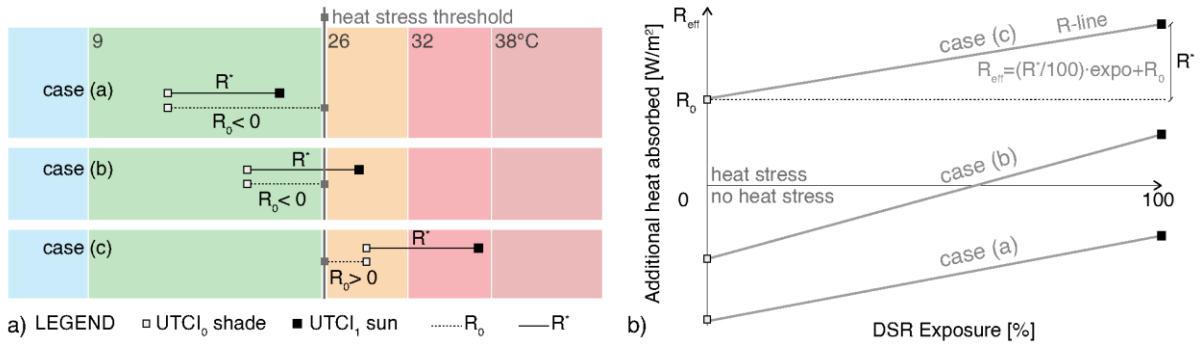 heat stress threshold
9 26 32 38°C
case (a)
R*
R₀< 0
case (b)
R*
R₀< 0
case (c)
R*
R₀> 0
a) LEGEND UTCI₀ shade UTCI₁ sun R₀ R*
b)
Additional heat absorbed [W/m²]
R_eff
case (c)
R-line
R_eff=(R*/100)·expo+R₀
R*
R₀
case (b)
heat stress
0 no heat stress 100
case (a)
DSR Exposure [%]